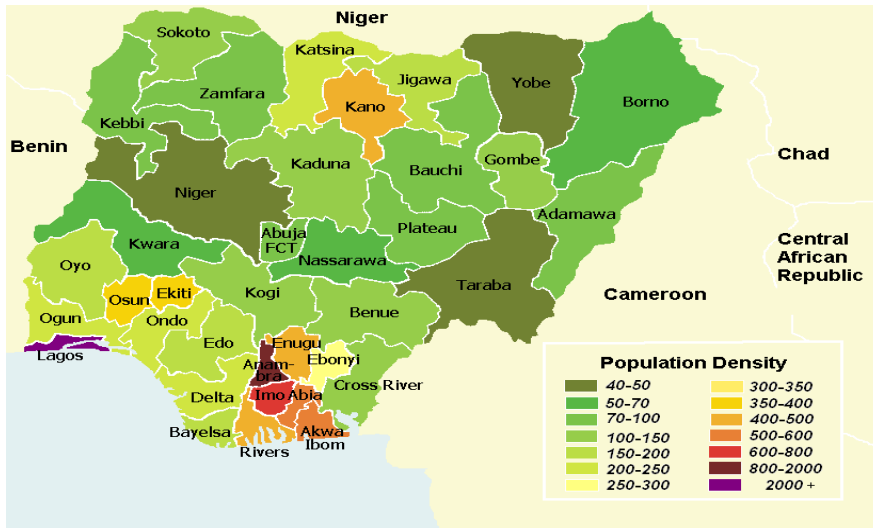 Niger
Sokoto
Katsina
Jigawa
Yobe
Borno
Zamfara
Kano
Kebbi
Benin
Kaduna
Bauchi
Gombe
Chad
Niger
Adamawa
Abuja
FCT
Plateau
Kwara
Nassarawa
Central
African
Republic
Oyo
Taraba
Kogi
Cameroon
Osun
Ekiti
Benue
Ogun
Ondo
Lagos
Edo
Enugu
Ebonyi
Anam-
bra
Cross River
Delta
Imo
Abia
Bayelsa
Akwa
Ibom
Rivers
Population Density
40-50
50-70
70-100
100-150
150-200
200-250
250-300
300-350
350-400
400-500
500-600
600-800
800-2000
2000 +